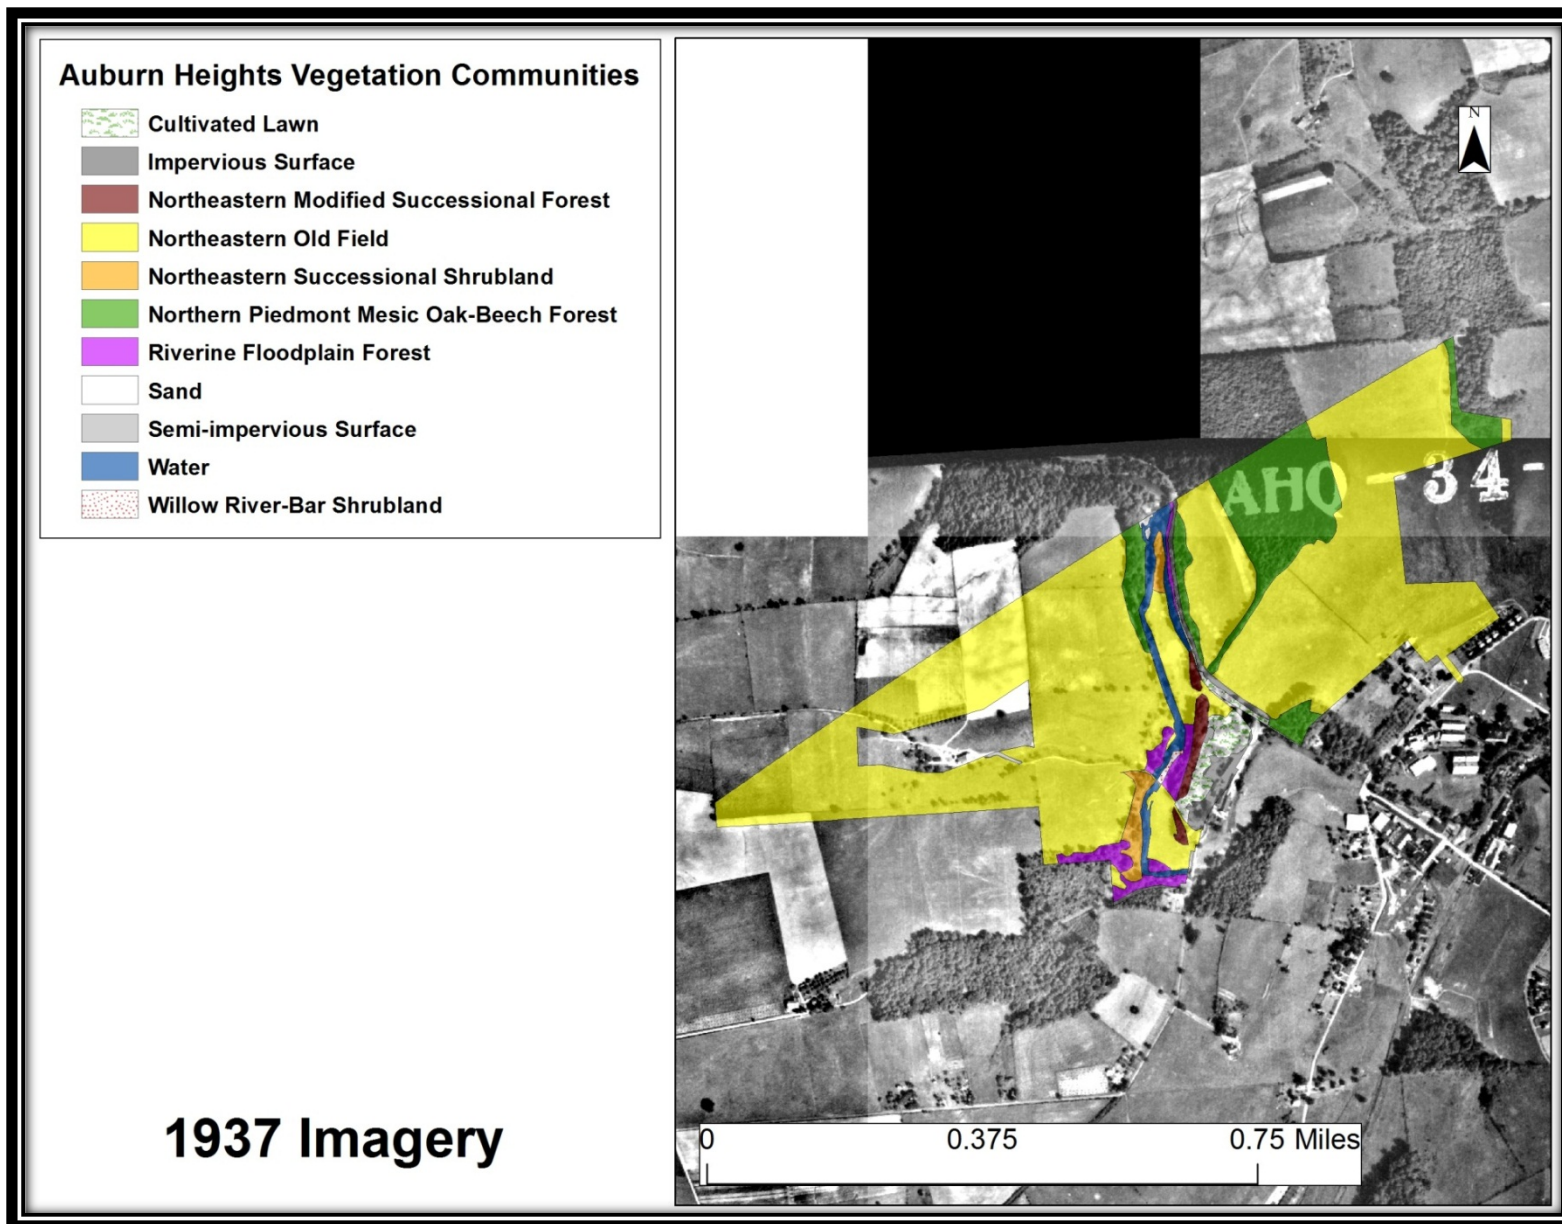 Auburn Heights Vegetation Communities
Cultivated Lawn
Impervious Surface
Northeastern Modified Successional Forest
Northeastern Old Field
Northeastern Successional Shrubland
Northern Piedmont Mesic Oak-Beech Forest
Riverine Floodplain Forest
Sand
Semi-impervious Surface
Water
Willow River-Bar Shrubland
N
AHQ - 34 -
1937 Imagery
0 0.375 0.75 Miles